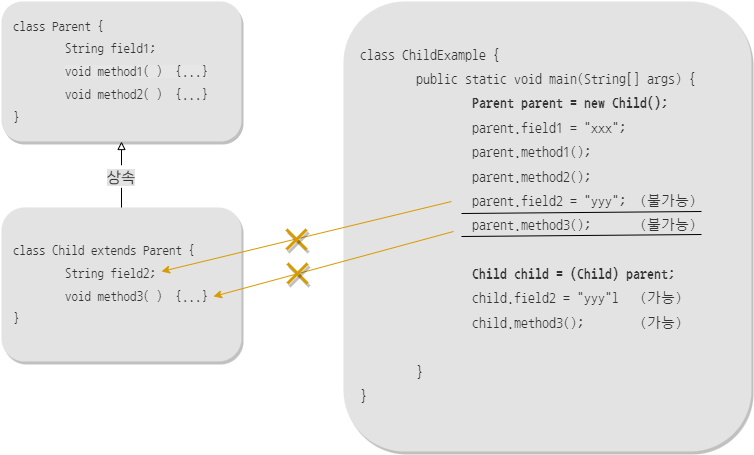 class Parent {
String field1;
void method1( ) {...}
void method2( ) {...}
}
상속
class Child extends Parent {
String field2;
void method3( ) {...}
}
class ChildExample {
public static void main(String[] args) {
Parent parent = new Child();
parent.field1 = "xxx";
parent.method1();
parent.method2();
parent.field2 = "yyy"; (불가능)
parent.method3(); (불가능)
Child child = (Child) parent;
child.field2 = "yyy"l (가능)
child.method3(); (가능)
}
}